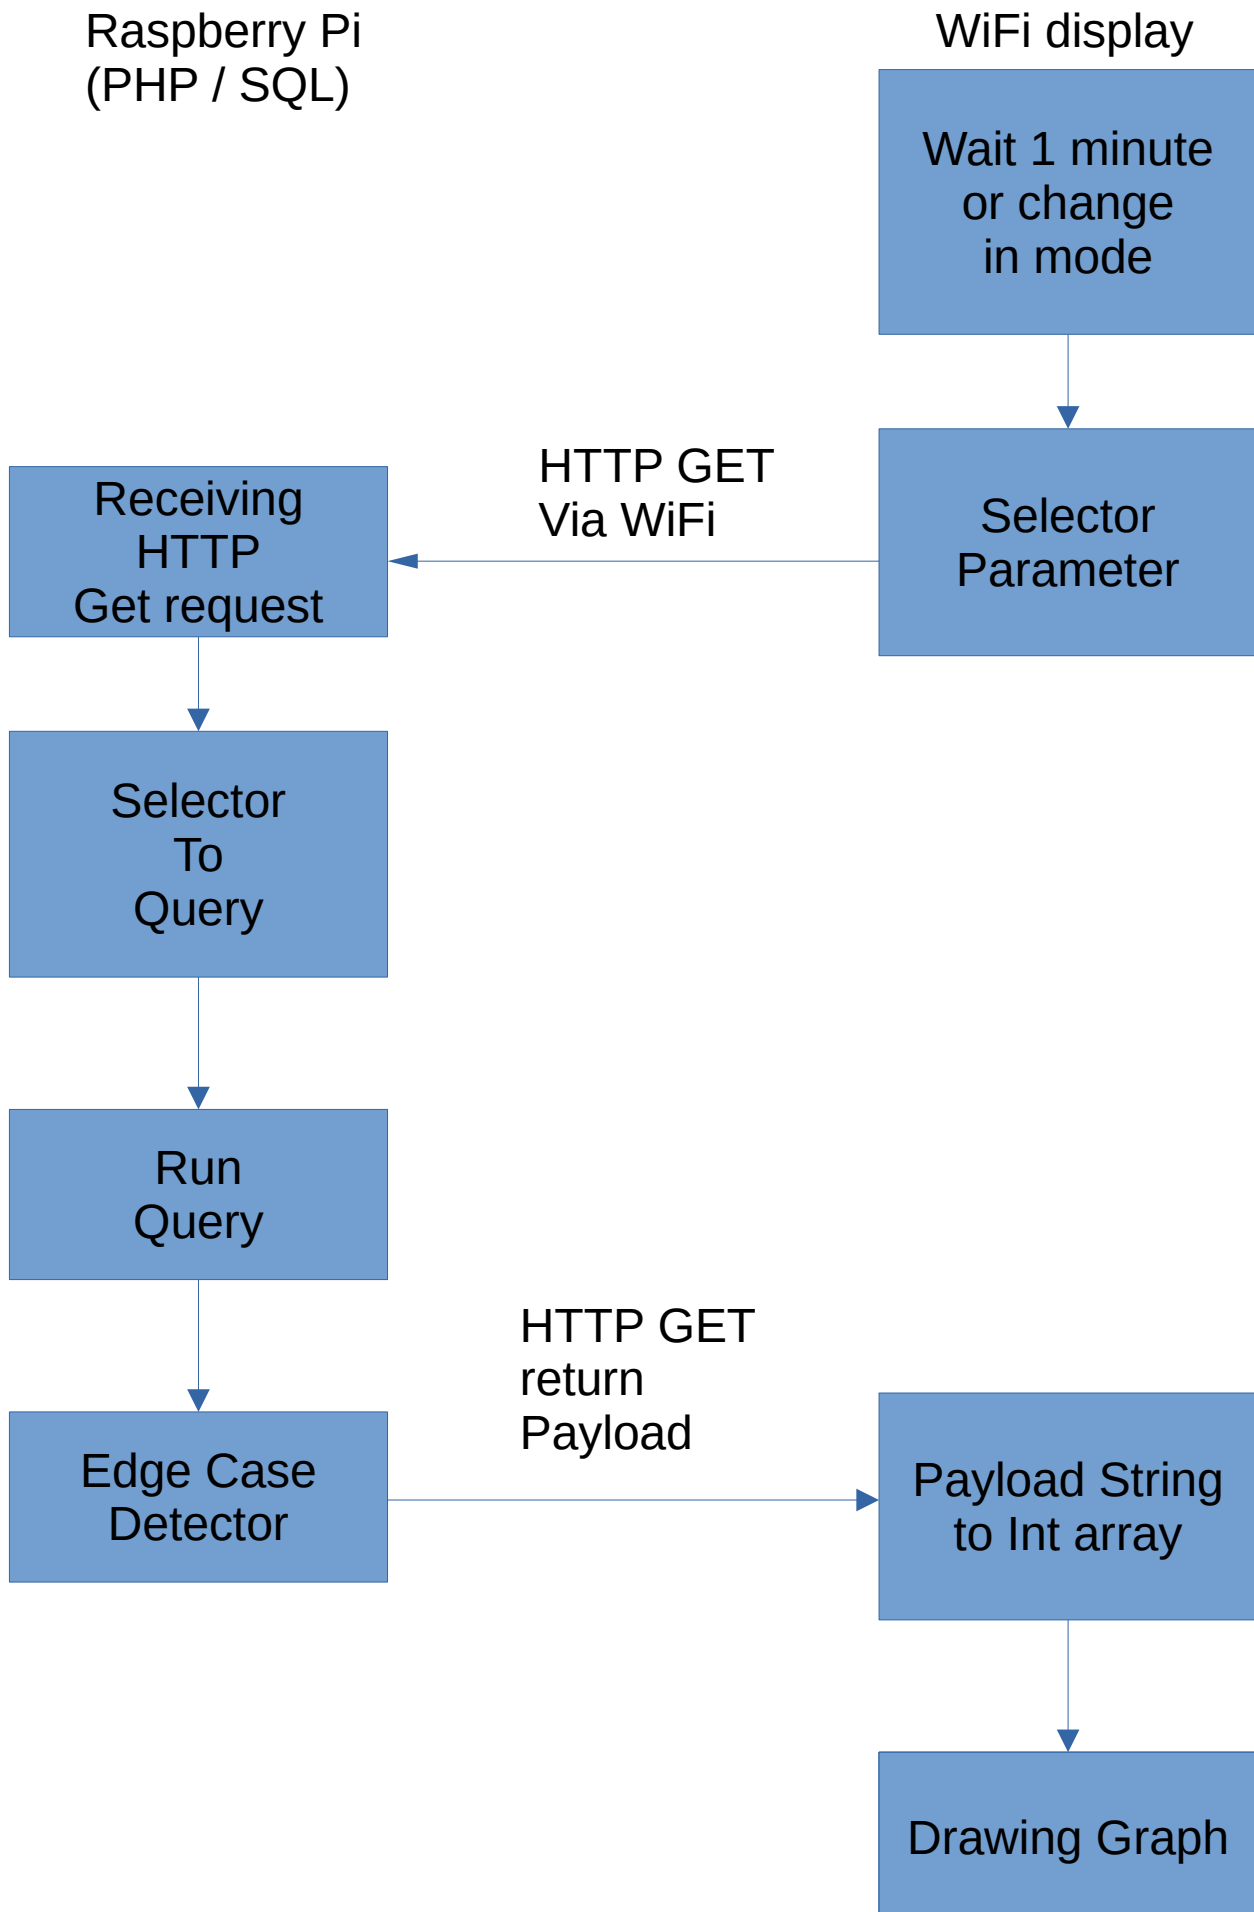 Raspberry Pi
(PHP / SQL)
WiFi display
Wait 1 minute
or change
in mode
Selector
Parameter
HTTP GET
Via WiFi
Receiving
HTTP
Get request
Selector
To
Query
Run
Query
Edge Case
Detector
HTTP GET
return
Payload
Payload String
to Int array
Drawing Graph